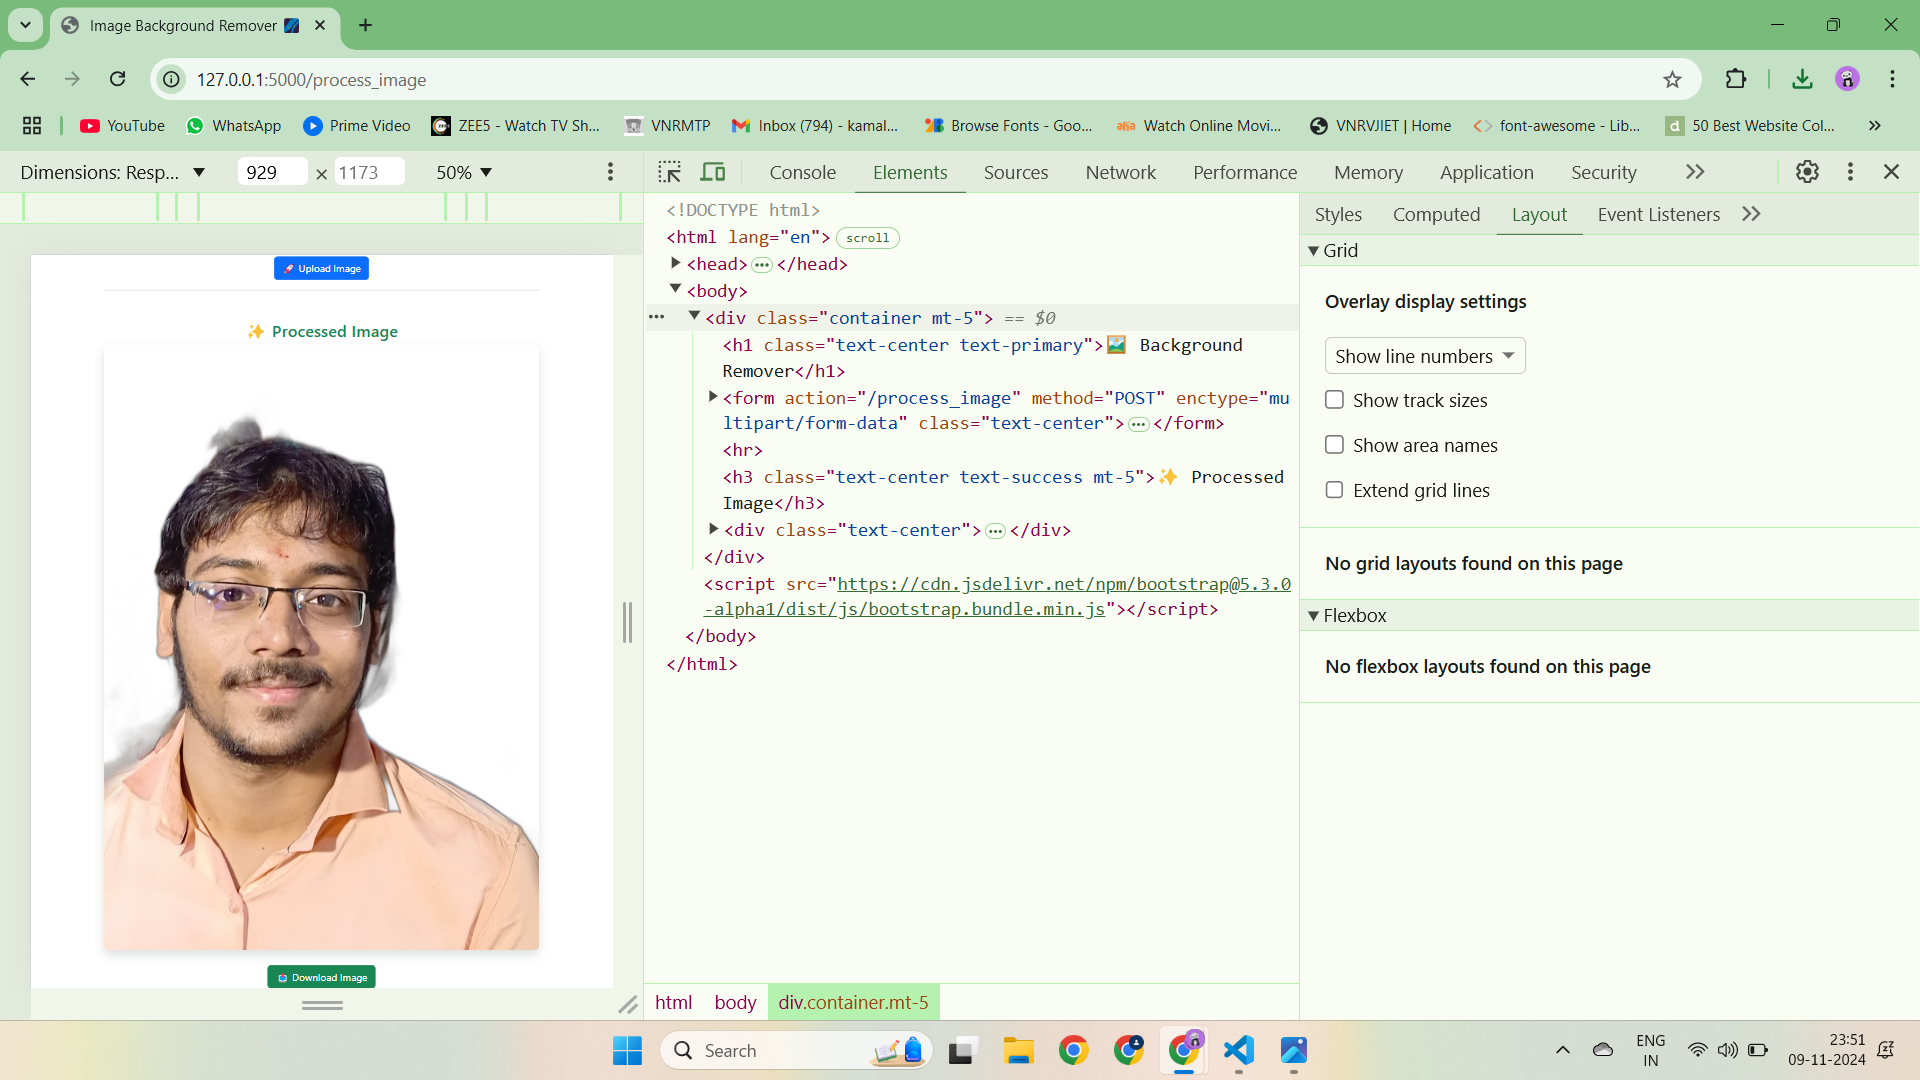 Image Background Remover
127.0.0.1:5000/process_image
YouTube WhatsApp Prime Video ZEE5 - Watch TV Sh... VNRMTP Inbox (794) - kamal... Browse Fonts - Goo... Watch Online Movi... VNRVJIET | Home font-awesome - Lib... 50 Best Website Col...
Dimensions: Resp... 929 × 1173 50%
Console Elements Sources Network Performance Memory Application Security
🚀 Upload Image
✨ Processed Image
Download Image
<!DOCTYPE html>
<html lang="en"> scroll
<head> ••• </head>
<body>
••• <div class="container mt-5"> == $0
<h1 class="text-center text-primary">🖼️ Background
Remover</h1>
<form action="/process_image" method="POST" enctype="mu
ltipart/form-data" class="text-center"> ••• </form>
<hr>
<h3 class="text-center text-success mt-5">✨ Processed
Image</h3>
<div class="text-center"> ••• </div>
</div>
<script src="https://cdn.jsdelivr.net/npm/bootstrap@5.3.0
-alpha1/dist/js/bootstrap.bundle.min.js"></script>
</body>
</html>
html body div.container.mt-5
Styles Computed Layout Event Listeners
Grid
Overlay display settings
Show line numbers
Show track sizes
Show area names
Extend grid lines
No grid layouts found on this page
Flexbox
No flexbox layouts found on this page
Search
ENG
IN
23:51
09-11-2024